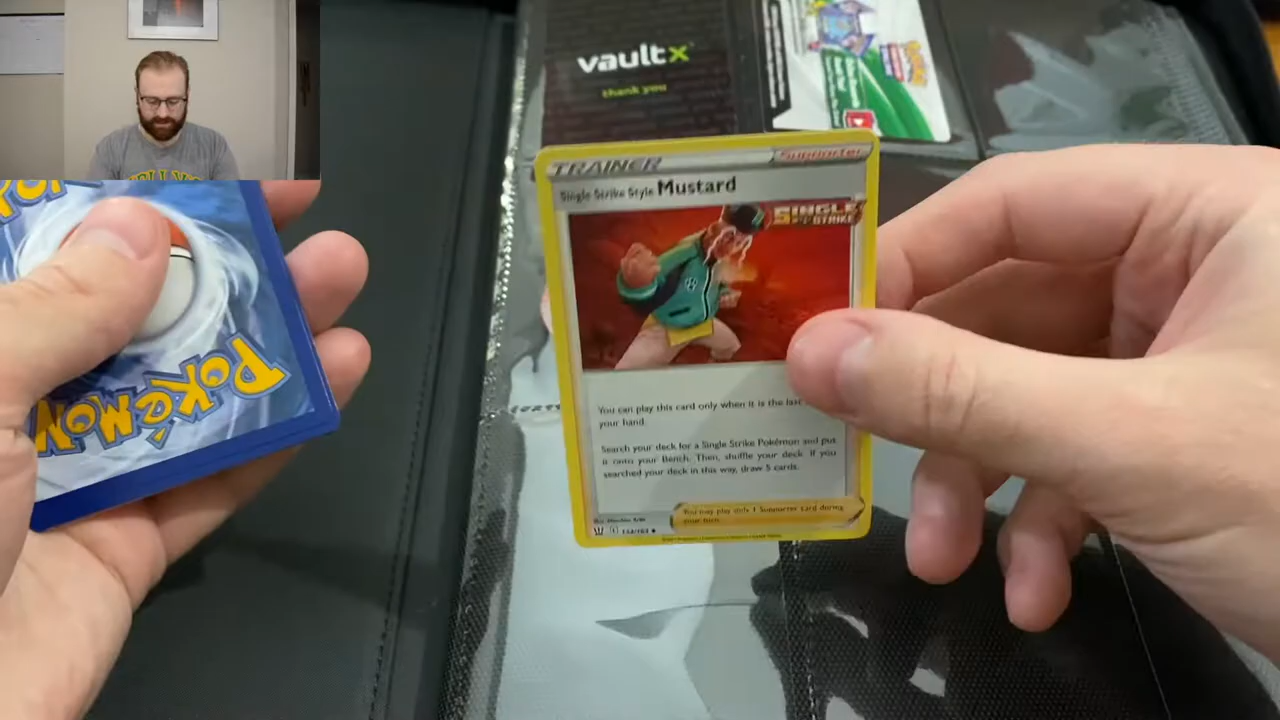 vaultx
thank you
TRAINER
Supporter
Single Strike Style Mustard
SINGLE
STRIKE
You can play this card only when it is the last
your hand.
Search your deck for a Single Strike Pokémon and put
it onto your Bench. Then, shuffle your deck. If you
searched your deck in this way, draw 5 cards.
You may play only 1 Supporter card during
your turn.
POKéMON